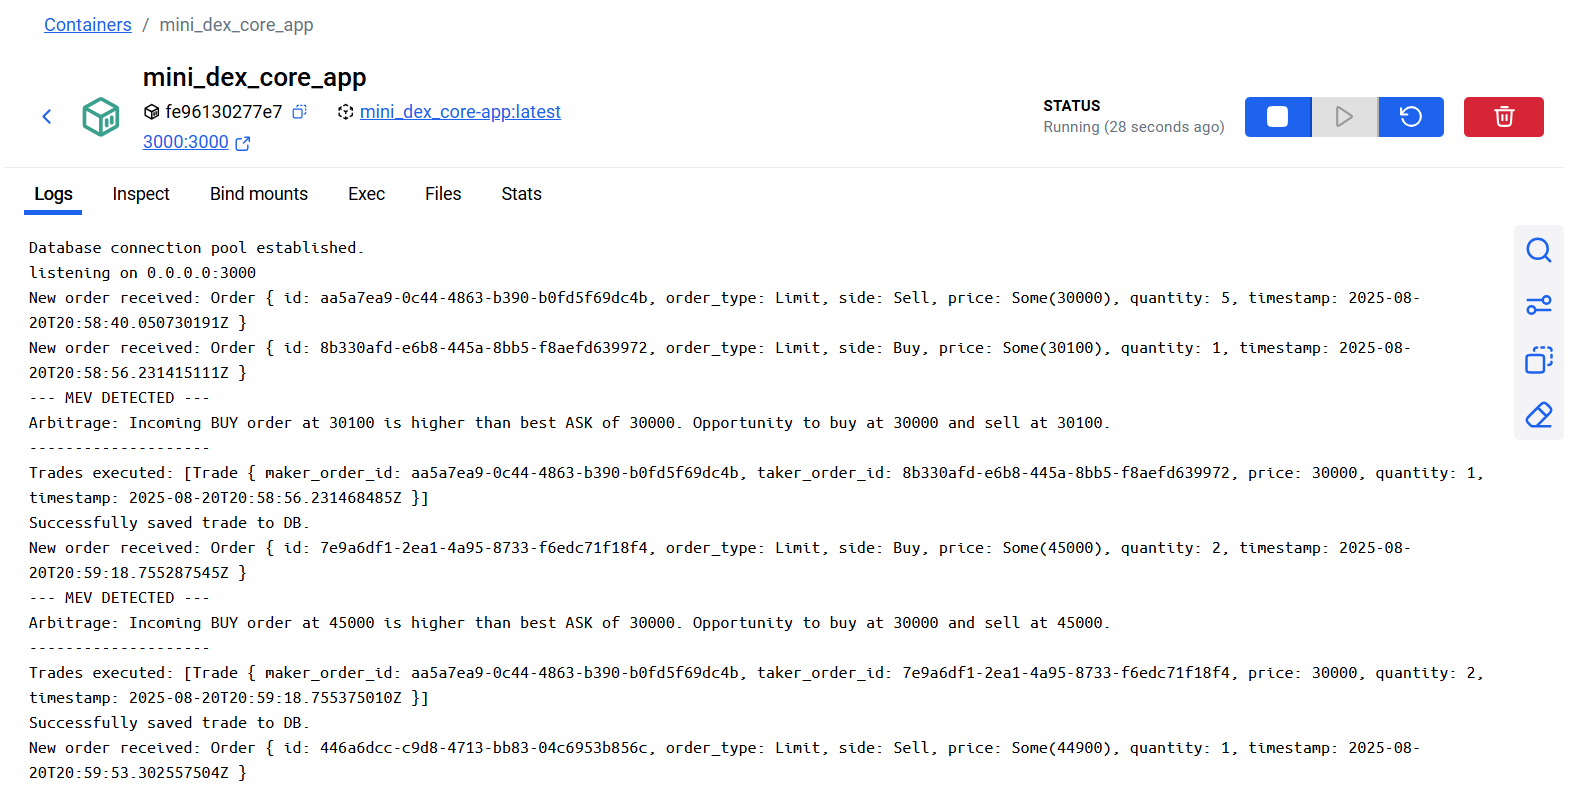 Containers / mini_dex_core_app
mini_dex_core_app
fe96130277e7 mini_dex_core-app:latest
3000:3000
STATUS
Running (28 seconds ago)
Logs Inspect Bind mounts Exec Files Stats
Database connection pool established.
listening on 0.0.0.0:3000
New order received: Order { id: aa5a7ea9-0c44-4863-b390-b0fd5f69dc4b, order_type: Limit, side: Sell, price: Some(30000), quantity: 5, timestamp: 2025-08-
20T20:58:40.050730191Z }
New order received: Order { id: 8b330afd-e6b8-445a-8bb5-f8aefd639972, order_type: Limit, side: Buy, price: Some(30100), quantity: 1, timestamp: 2025-08-
20T20:58:56.231415111Z }
--- MEV DETECTED ---
Arbitrage: Incoming BUY order at 30100 is higher than best ASK of 30000. Opportunity to buy at 30000 and sell at 30100.
--------------------
Trades executed: [Trade { maker_order_id: aa5a7ea9-0c44-4863-b390-b0fd5f69dc4b, taker_order_id: 8b330afd-e6b8-445a-8bb5-f8aefd639972, price: 30000, quantity: 1,
timestamp: 2025-08-20T20:58:56.231468485Z }]
Successfully saved trade to DB.
New order received: Order { id: 7e9a6df1-2ea1-4a95-8733-f6edc71f18f4, order_type: Limit, side: Buy, price: Some(45000), quantity: 2, timestamp: 2025-08-
20T20:59:18.755287545Z }
--- MEV DETECTED ---
Arbitrage: Incoming BUY order at 45000 is higher than best ASK of 30000. Opportunity to buy at 30000 and sell at 45000.
--------------------
Trades executed: [Trade { maker_order_id: aa5a7ea9-0c44-4863-b390-b0fd5f69dc4b, taker_order_id: 7e9a6df1-2ea1-4a95-8733-f6edc71f18f4, price: 30000, quantity: 2,
timestamp: 2025-08-20T20:59:18.755375010Z }]
Successfully saved trade to DB.
New order received: Order { id: 446a6dcc-c9d8-4713-bb83-04c6953b856c, order_type: Limit, side: Sell, price: Some(44900), quantity: 1, timestamp: 2025-08-
20T20:59:53.302557504Z }